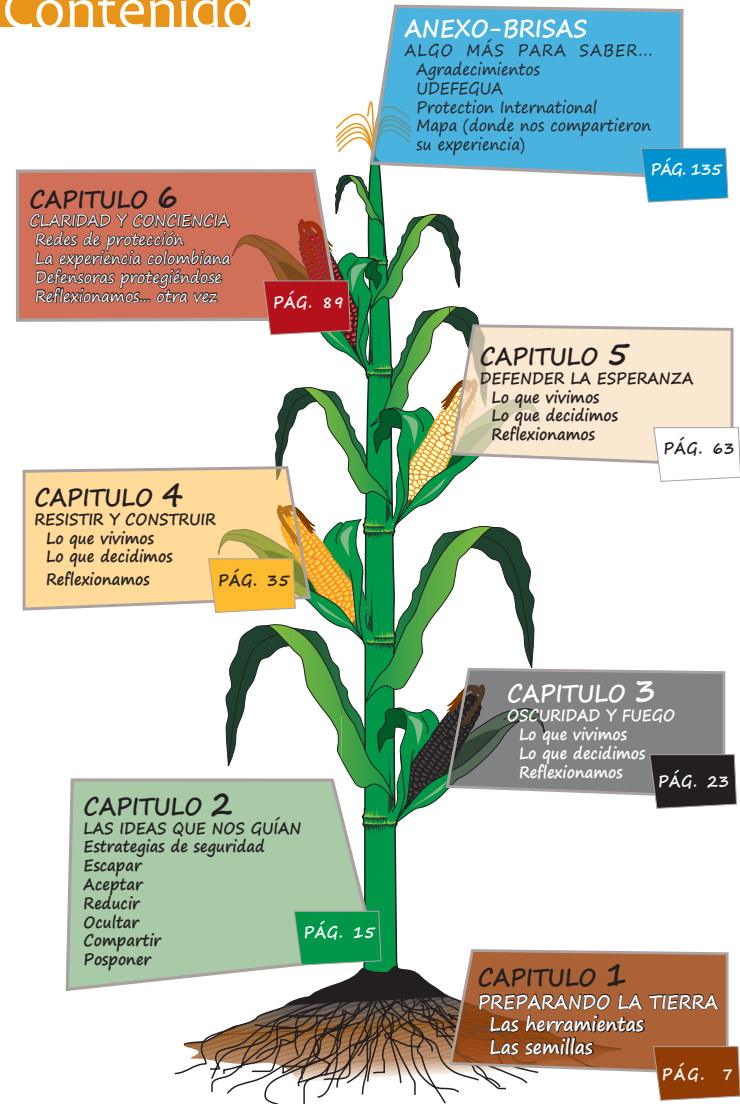 Contenido
ANEXO-BRISAS
ALGO MÁS PARA SABER...
Agradecimientos
UDEFEGUA
Protection International
Mapa (donde nos compartieron
su experiencia)
PÁG. 135
CAPITULO 6
CLARIDAD Y CONCIENCIA
Redes de protección
La experiencia colombiana
Defensoras protegiéndose
Reflexionamos... otra vez
PÁG. 89
CAPITULO 5
DEFENDER LA ESPERANZA
Lo que vivimos
Lo que decidimos
Reflexionamos
PÁG. 63
CAPITULO 4
RESISTIR Y CONSTRUIR
Lo que vivimos
Lo que decidimos
Reflexionamos
PÁG. 35
CAPITULO 3
OSCURIDAD Y FUEGO
Lo que vivimos
Lo que decidimos
Reflexionamos
PÁG. 23
CAPITULO 2
LAS IDEAS QUE NOS GUÍAN
Estrategias de seguridad
Escapar
Aceptar
Reducir
Ocultar
Compartir
Posponer
PÁG. 15
CAPITULO 1
PREPARANDO LA TIERRA
Las herramientas
Las semillas
PÁG. 7